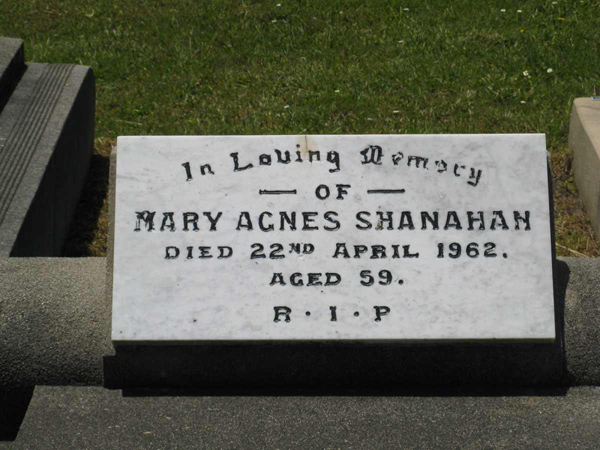 In Loving Memory
— OF —
MARY AGNES SHANAHAN
DIED 22ND APRIL 1962.
AGED 59.
R · I · P